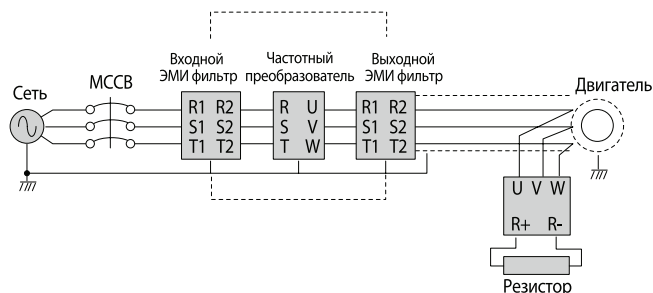 Сеть
МССВ
Входной
ЭМИ фильтр
R1 R2
S1 S2
T1 T2
Частотный
преобразователь
R U
S V
T W
Выходной
ЭМИ фильтр
R1 R2
S1 S2
T1 T2
Двигатель
U V W
R+ R-
Резистор